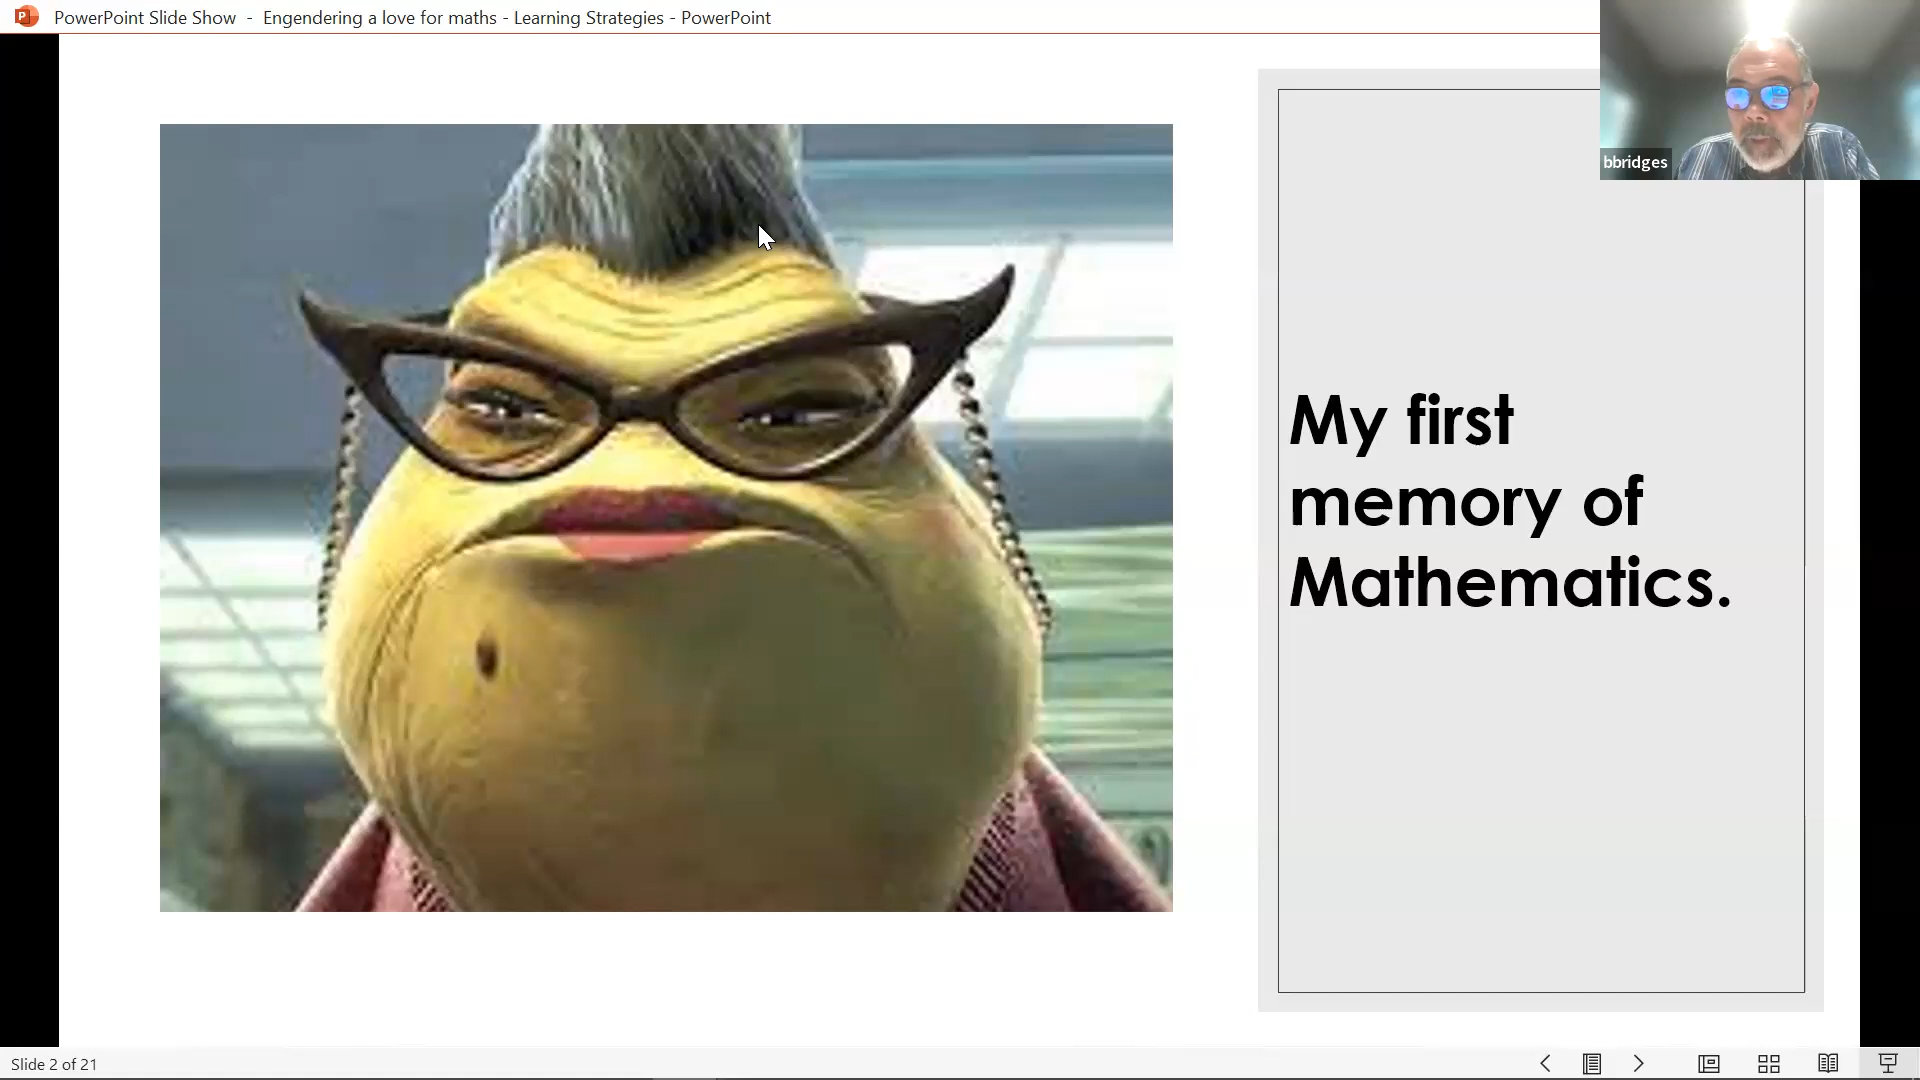 PowerPoint Slide Show - Engendering a love for maths - Learning Strategies - PowerPoint
bbridges
My first
memory of
Mathematics.
Slide 2 of 21